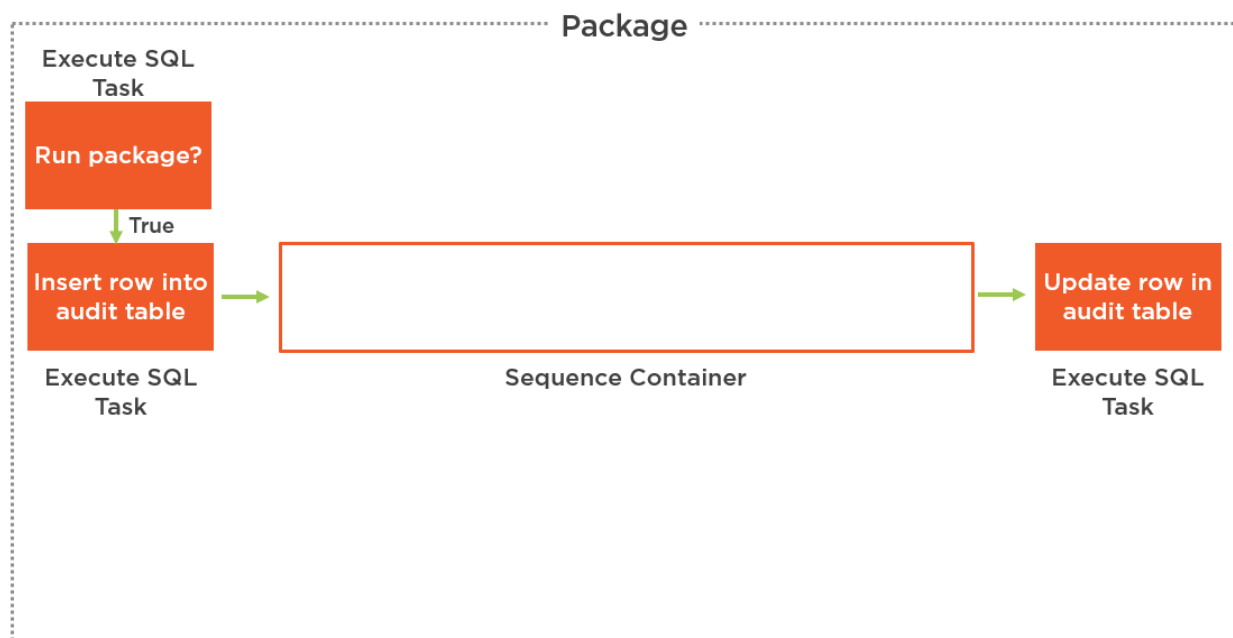 Package
Execute SQL
Task
Run package?
True
Insert row into
audit table
Update row in
audit table
Execute SQL
Task
Sequence Container
Execute SQL
Task